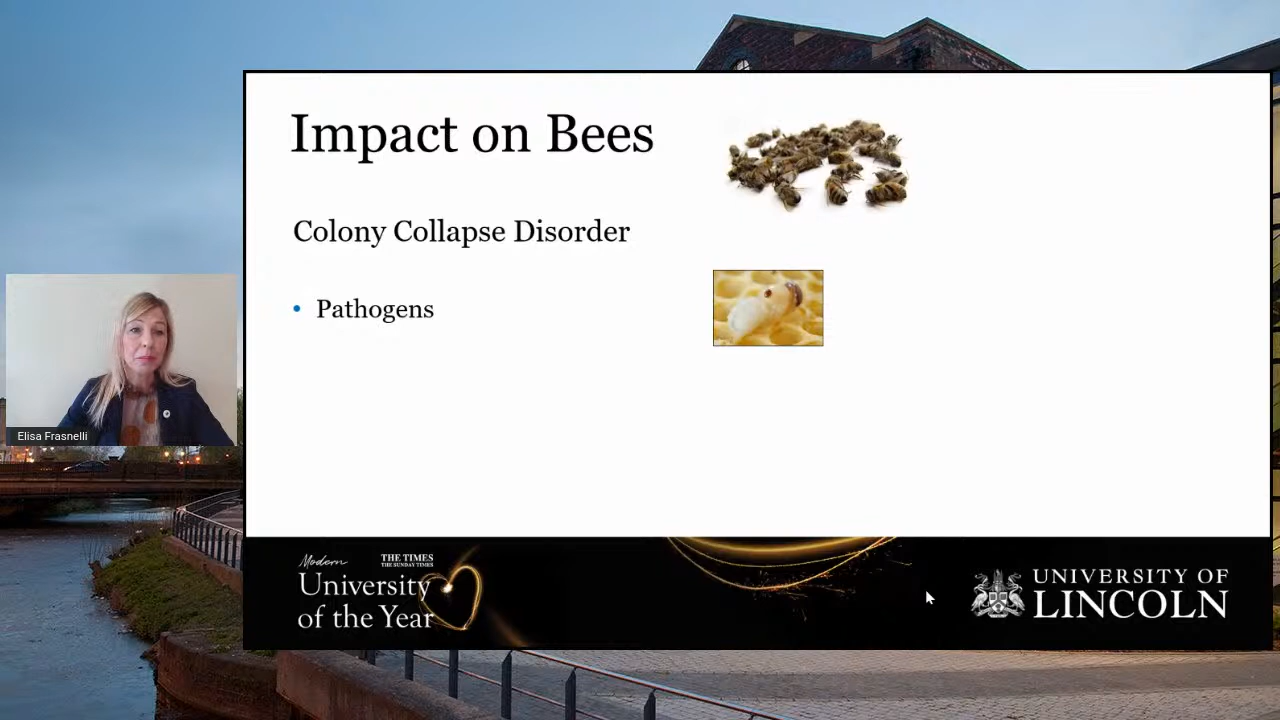 Impact on Bees
Colony Collapse Disorder
• Pathogens
Elisa Frasnelli
Modern
THE TIMES
THE SUNDAY TIMES
University
of the Year
UNIVERSITY OF
LINCOLN